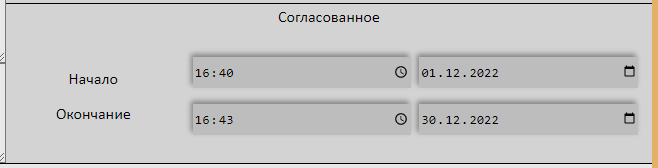 Согласованное
Начало 16:40 01.12.2022
Окончание 16:43 30.12.2022